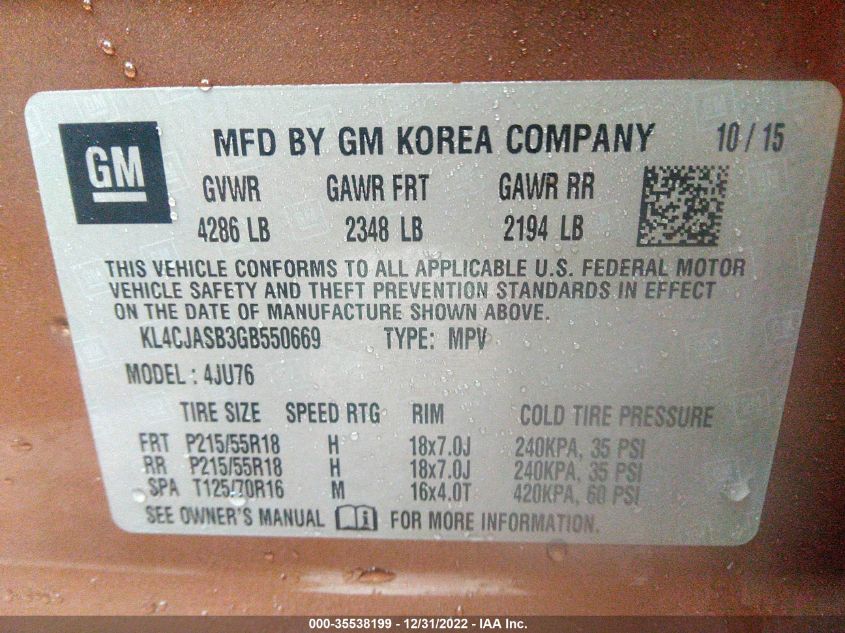 GM
MFD BY GM KOREA COMPANY 10/15
GVWR GAWR FRT GAWR RR
4286 LB 2348 LB 2194 LB
THIS VEHICLE CONFORMS TO ALL APPLICABLE U.S. FEDERAL MOTOR
VEHICLE SAFETY AND THEFT PREVENTION STANDARDS IN EFFECT
ON THE DATE OF MANUFACTURE SHOWN ABOVE.
KL4CJASB3GB550669 TYPE: MPV
MODEL: 4JU76
TIRE SIZE SPEED RTG RIM COLD TIRE PRESSURE
FRT P215/55R18 H 18x7.0J 240KPA, 35 PSI
RR P215/55R18 H 18x7.0J 240KPA, 35 PSI
SPA T125/70R16 M 16x4.0T 420KPA, 60 PSI
SEE OWNER'S MANUAL FOR MORE INFORMATION.
000-35538199 - 12/31/2022 - IAA Inc.